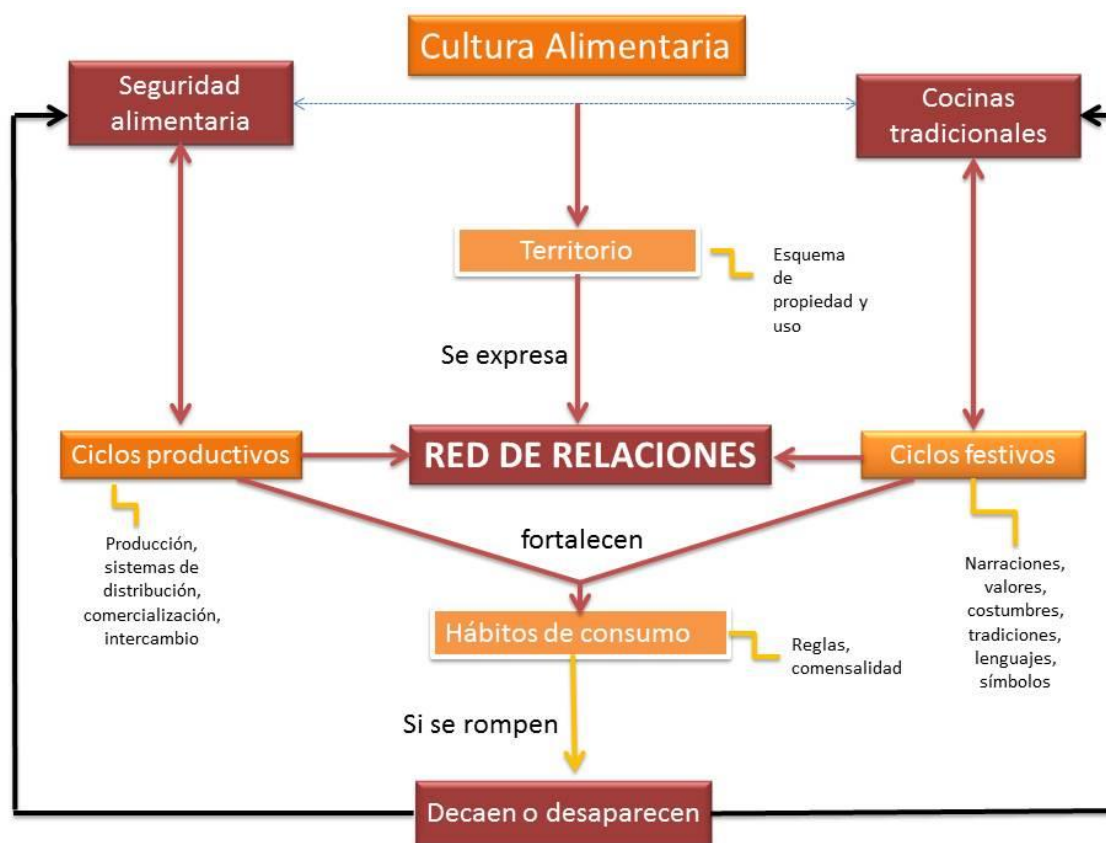 Cultura Alimentaria
Seguridad
alimentaria
Cocinas
tradicionales
Territorio
Esquema
de
propiedad y
uso
Se expresa
Ciclos productivos
RED DE RELACIONES
Ciclos festivos
fortalecen
Producción,
sistemas de
distribución,
comercialización,
intercambio
Narraciones,
valores,
costumbres,
tradiciones,
lenguajes,
símbolos
Hábitos de consumo
Reglas,
comensalidad
Si se rompen
Decaen o desaparecen